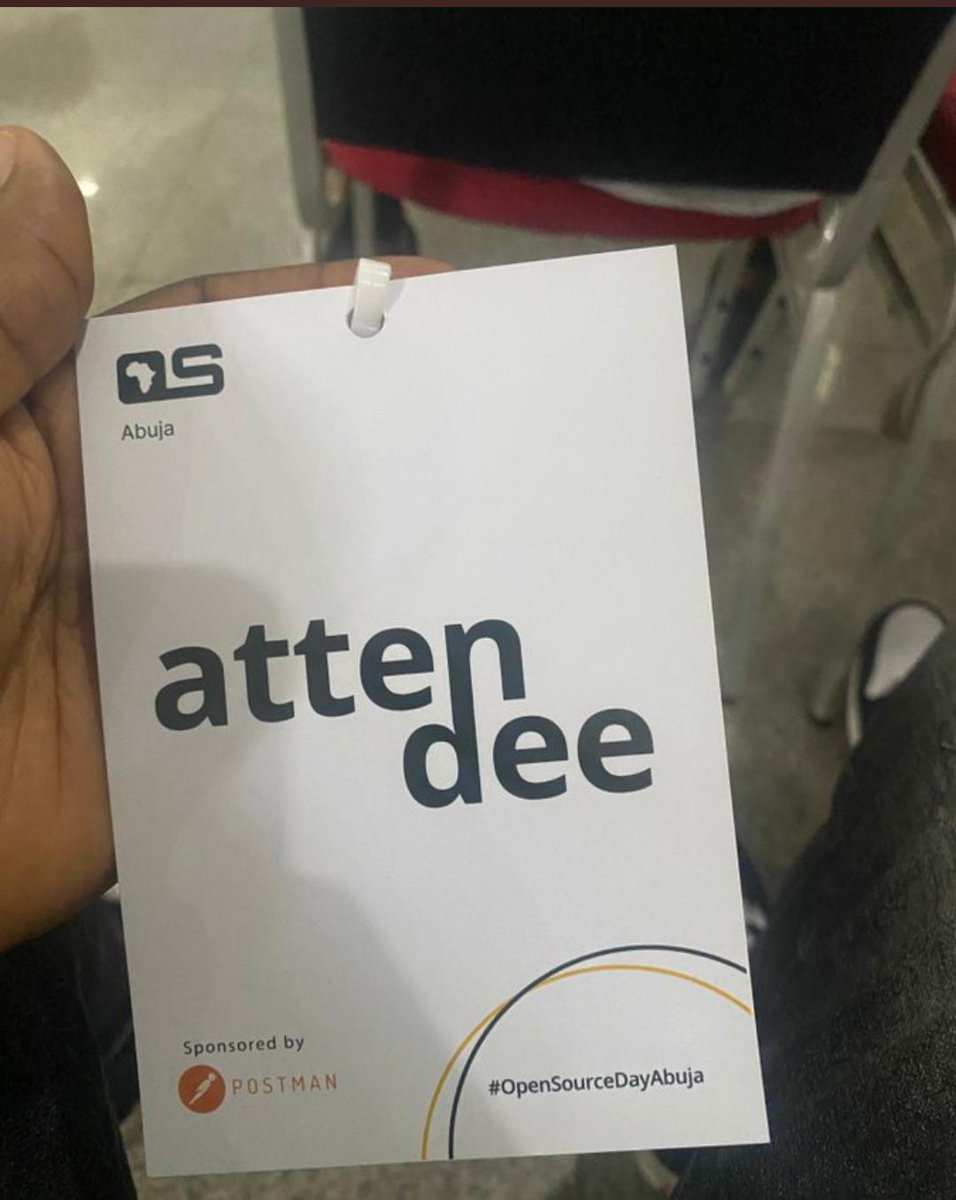 OS
Abuja
atten
dee
Sponsored by
POSTMAN
#OpenSourceDayAbuja